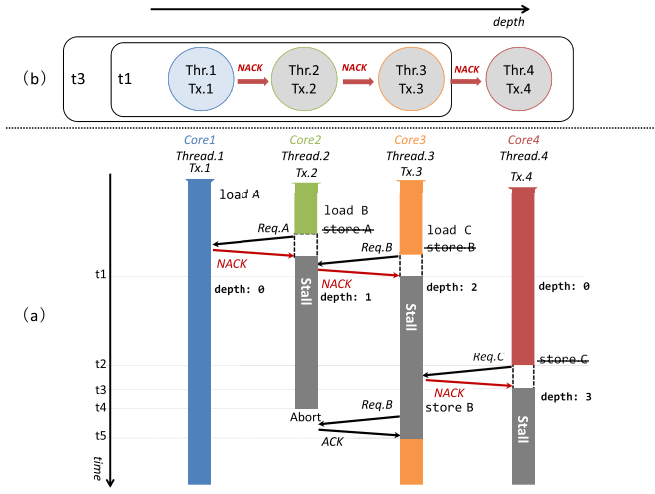 depth
(b)
t3
t1
Thr.1
Tx.1
NACK
Thr.2
Tx.2
NACK
Thr.3
Tx.3
NACK
Thr.4
Tx.4
Core1
Thread.1
Tx.1
Core2
Thread.2
Tx.2
Core3
Thread.3
Tx.3
Core4
Thread.4
Tx.4
load A
load B
store A
load C
store B
Req.A
NACK
Req.B
NACK
t1
depth: 0
Stall
depth: 1
Stall
depth: 2
depth: 0
(a)
t2
Req.C
store C
t3
NACK
depth: 3
t4
Abort
Req.B
store B
Stall
t5
ACK
time